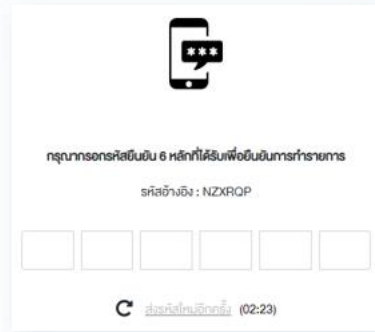 ***
กรุณากรอกรหัสยืนยัน 6 หลักที่ได้รับเพื่อยืนยันการทำรายการ
รหัสอ้างอิง : NZXRQP
ส่งรหัสใหม่อีกครั้ง (02:23)